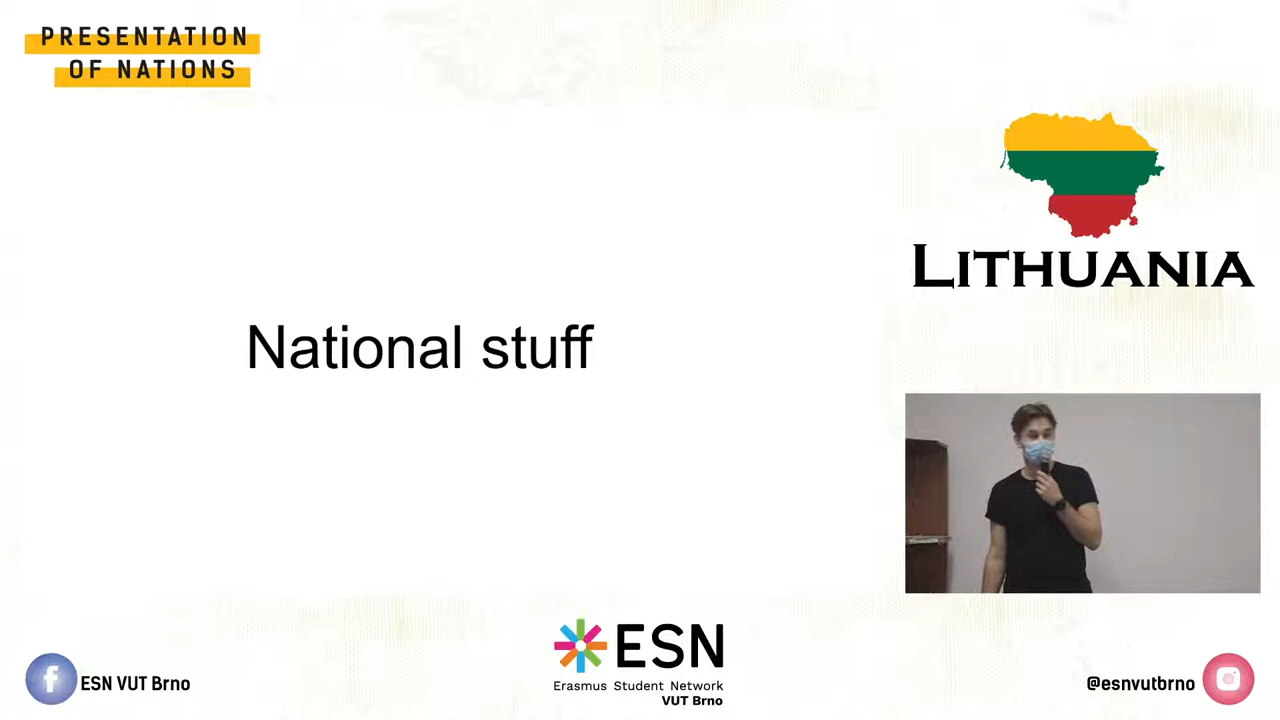 PRESENTATION
OF NATIONS
LITHUANIA
National stuff
ESN
Erasmus Student Network
VUT Brno
f
ESN VUT Brno
@esnvutbrno